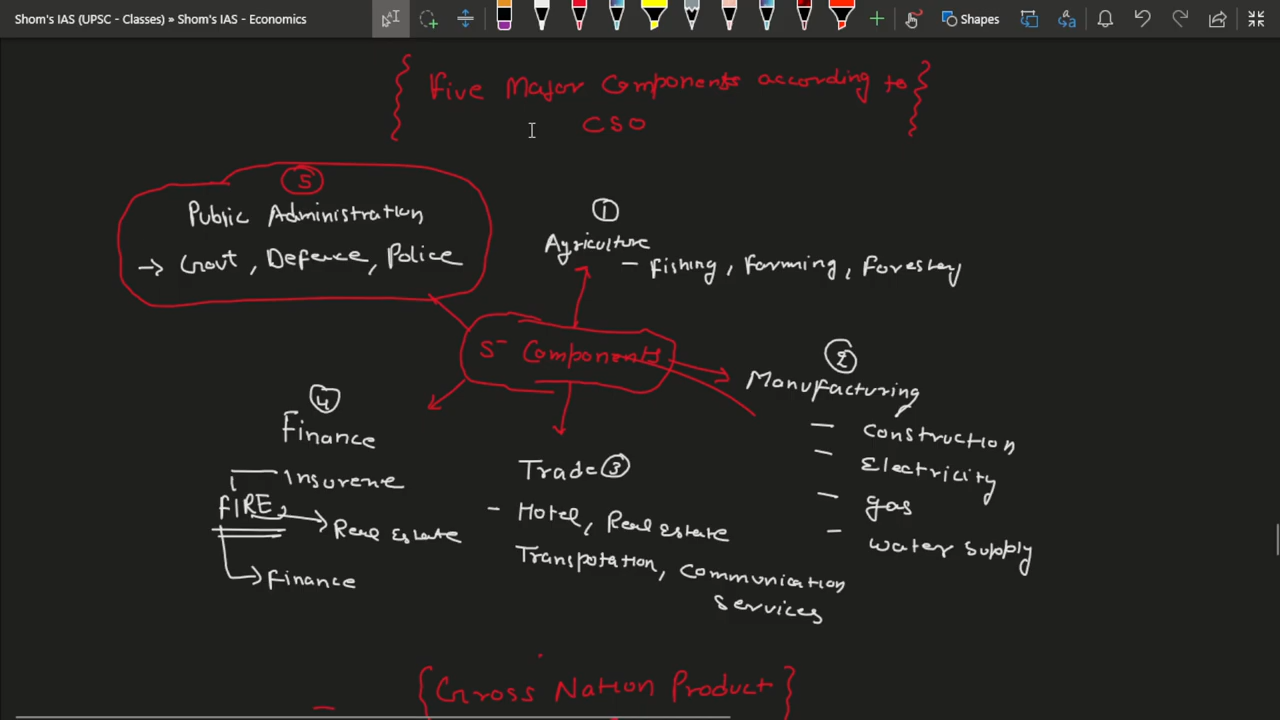 Shom's IAS (UPSC - Classes) » Shom's IAS - Economics
Shapes
Five Major Components according to
CSO
5
Public Administration
→ Govt, Defence, Police
1
Agriculture
- Fishing, Farming, Forestery
5 - Components
2
Manufacturing
- Construction
- Electricity
- gas
- water supply
4
Finance
Insurence
FIRE → Real Estate
→ Finance
Trade 3
- Hotel, Real estate
Transpotation, Communication
services
{Gross Nation Product}